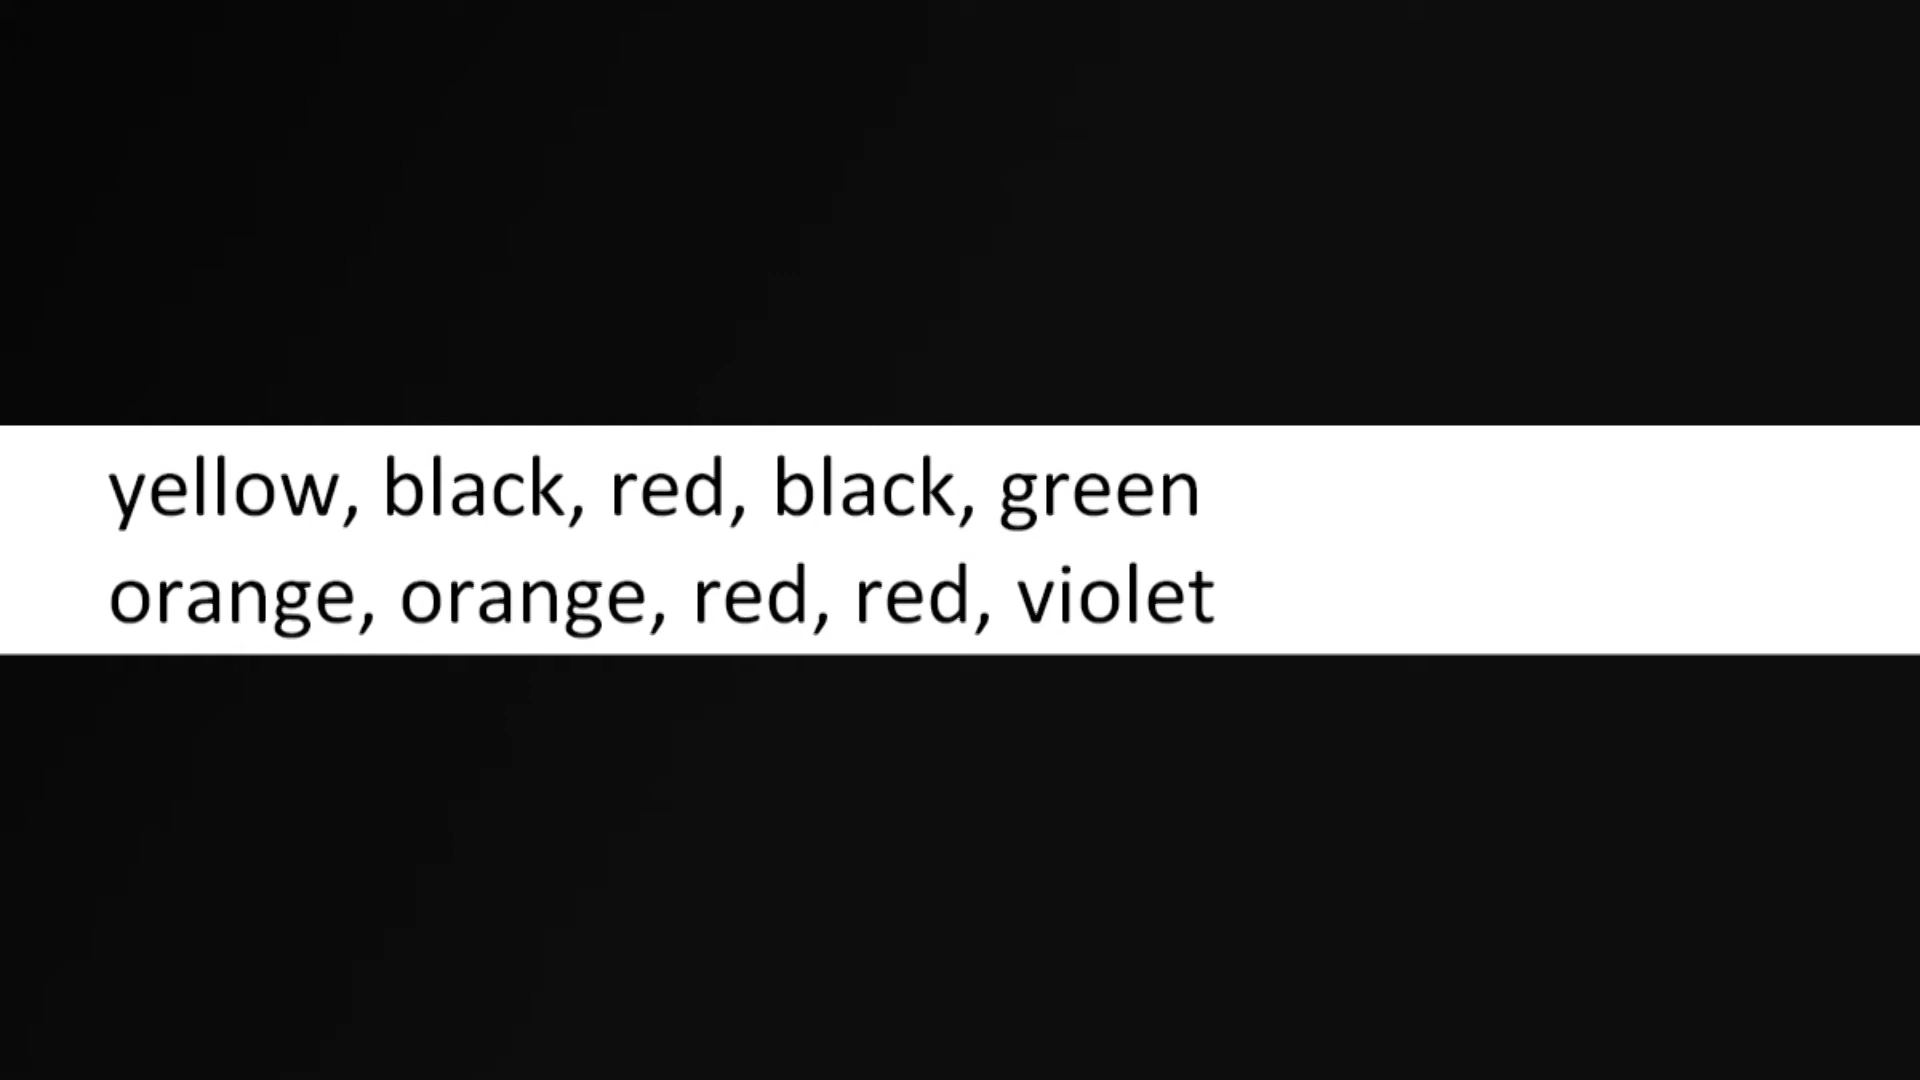 yellow, black, red, black, green
orange, orange, red, red, violet